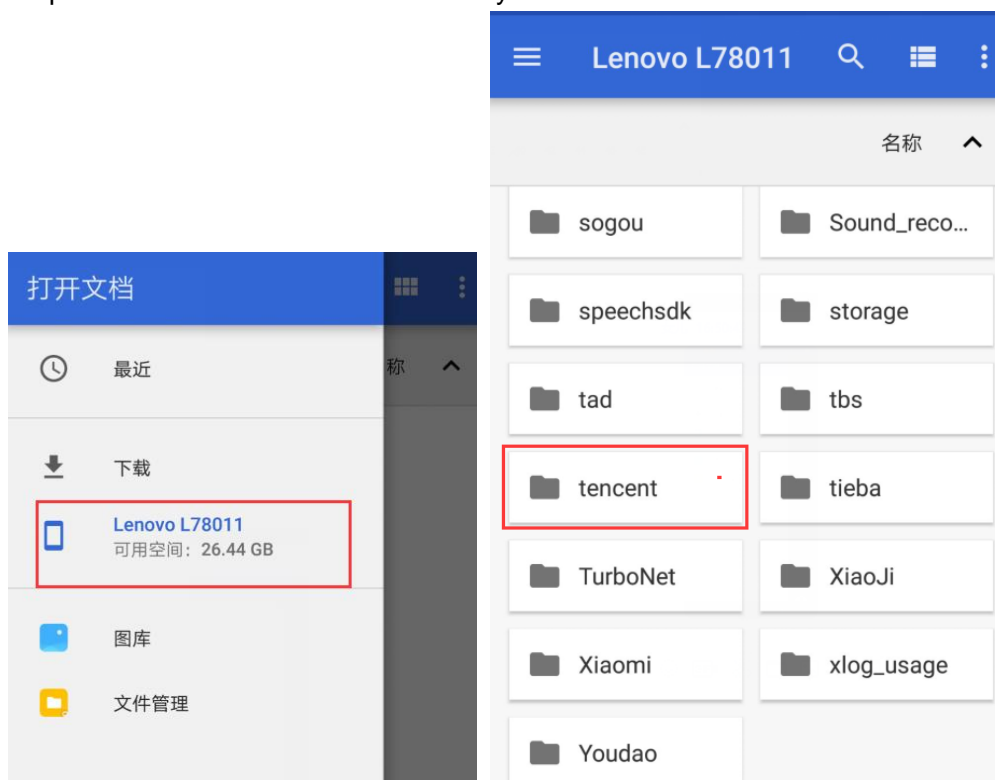 打开文档
称
最近
下载
Lenovo L78011
可用空间：26.44 GB
图库
文件管理
Lenovo L78011
名称
sogou
Sound_reco...
speechsdk
storage
tad
tbs
tencent
tieba
TurboNet
XiaoJi
Xiaomi
xlog_usage
Youdao